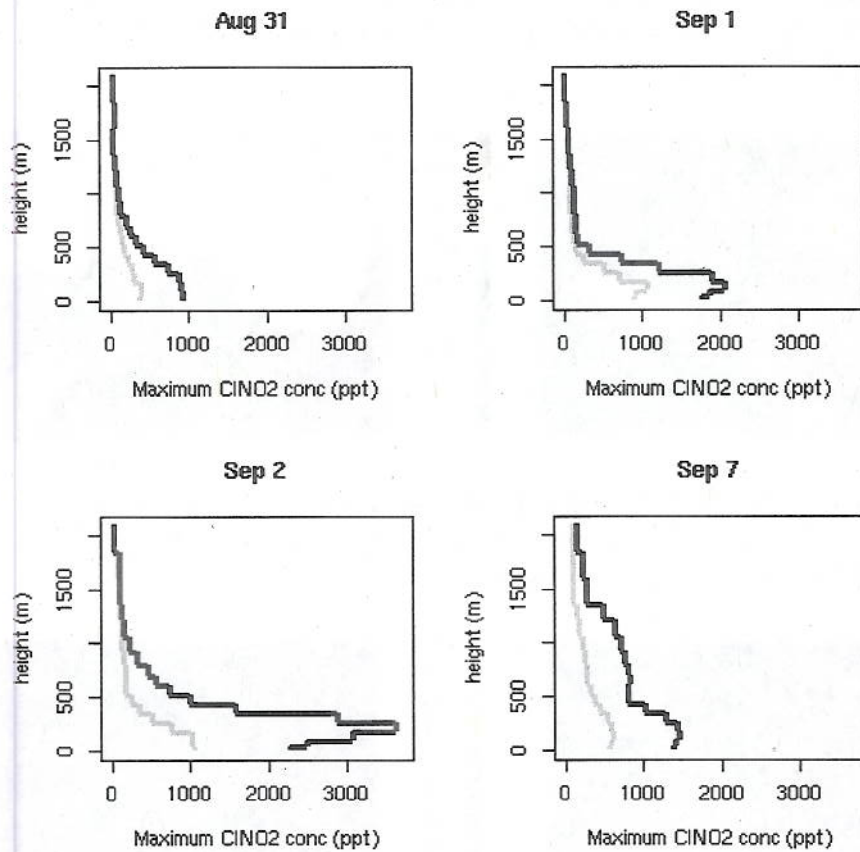 Aug 31
height (m)
1500
500
0
0 1000 2000 3000
Maximum ClNO2 conc (ppt)
Sep 1
height (m)
1500
500
0
0 1000 2000 3000
Maximum ClNO2 conc (ppt)
Sep 2
height (m)
1500
500
0
0 1000 2000 3000
Maximum ClNO2 conc (ppt)
Sep 7
height (m)
1500
500
0
0 1000 2000 3000
Maximum ClNO2 conc (ppt)